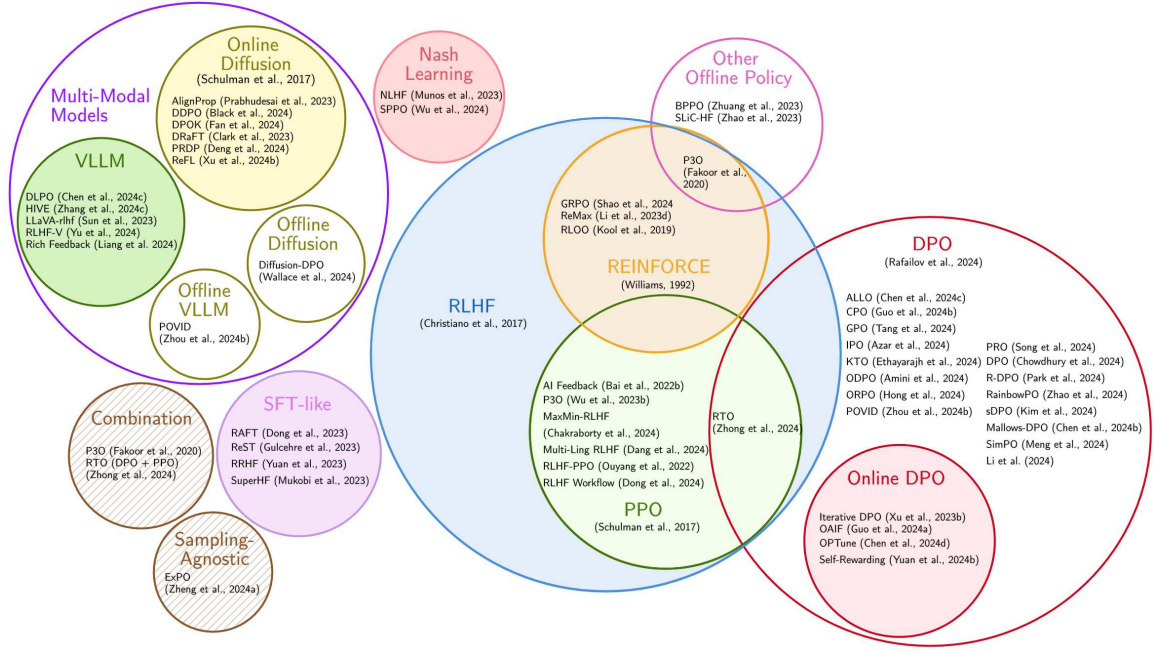 Multi-Modal
Models
Online
Diffusion
(Schulman et al., 2017)
AlignProp (Prabhudesai et al., 2023)
DDPO (Black et al., 2024)
DPOK (Fan et al., 2024)
DRaFT (Clark et al., 2023)
PRDP (Deng et al., 2024)
ReFL (Xu et al., 2024b)
VLLM
DLPO (Chen et al., 2024c)
HIVE (Zhang et al., 2024c)
LLaVA-rlhf (Sun et al., 2023)
RLHF-V (Yu et al., 2024)
Rich Feedback (Liang et al. 2024)
Offline
Diffusion
Diffusion-DPO
(Wallace et al., 2024)
Offline
VLLM
POVID
(Zhou et al., 2024b)
Nash
Learning
NLHF (Munos et al., 2023)
SPPO (Wu et al., 2024)
Combination
P3O (Fakoor et al., 2020)
RTO (DPO + PPO)
(Zhong et al., 2024)
SFT-like
RAFT (Dong et al., 2023)
ReST (Gulcehre et al., 2023)
RRHF (Yuan et al., 2023)
SuperHF (Mukobi et al., 2023)
Sampling-
Agnostic
ExPO
(Zheng et al., 2024a)
RLHF
(Christiano et al., 2017)
Other
Offline Policy
BPPO (Zhuang et al., 2023)
SLiC-HF (Zhao et al., 2023)
P3O
(Fakoor et al.,
2020)
GRPO (Shao et al., 2024
ReMax (Li et al., 2023d)
RLOO (Kool et al., 2019)
REINFORCE
(Williams, 1992)
AI Feedback (Bai et al., 2022b)
P3O (Wu et al., 2023b)
MaxMin-RLHF
(Chakraborty et al., 2024)
Multi-Ling RLHF (Dang et al., 2024)
RLHF-PPO (Ouyang et al., 2022)
RLHF Workflow (Dong et al., 2024)
PPO
(Schulman et al., 2017)
RTO
(Zhong et al., 2024)
DPO
(Rafailov et al., 2024)
ALLO (Chen et al., 2024c)
CPO (Guo et al., 2024b)
GPO (Tang et al., 2024)
IPO (Azar et al., 2024)
KTO (Ethayarajh et al., 2024)
ODPO (Amini et al., 2024)
ORPO (Hong et al., 2024)
POVID (Zhou et al., 2024b)
PRO (Song et al., 2024)
DPO (Chowdhury et al., 2024)
R-DPO (Park et al., 2024)
RainbowPO (Zhao et al., 2024)
sDPO (Kim et al., 2024)
Mallows-DPO (Chen et al., 2024b)
SimPO (Meng et al., 2024)
Li et al. (2024)
Online DPO
Iterative DPO (Xu et al., 2023b)
OAIF (Guo et al., 2024a)
OPTune (Chen et al., 2024d)
Self-Rewarding (Yuan et al., 2024b)